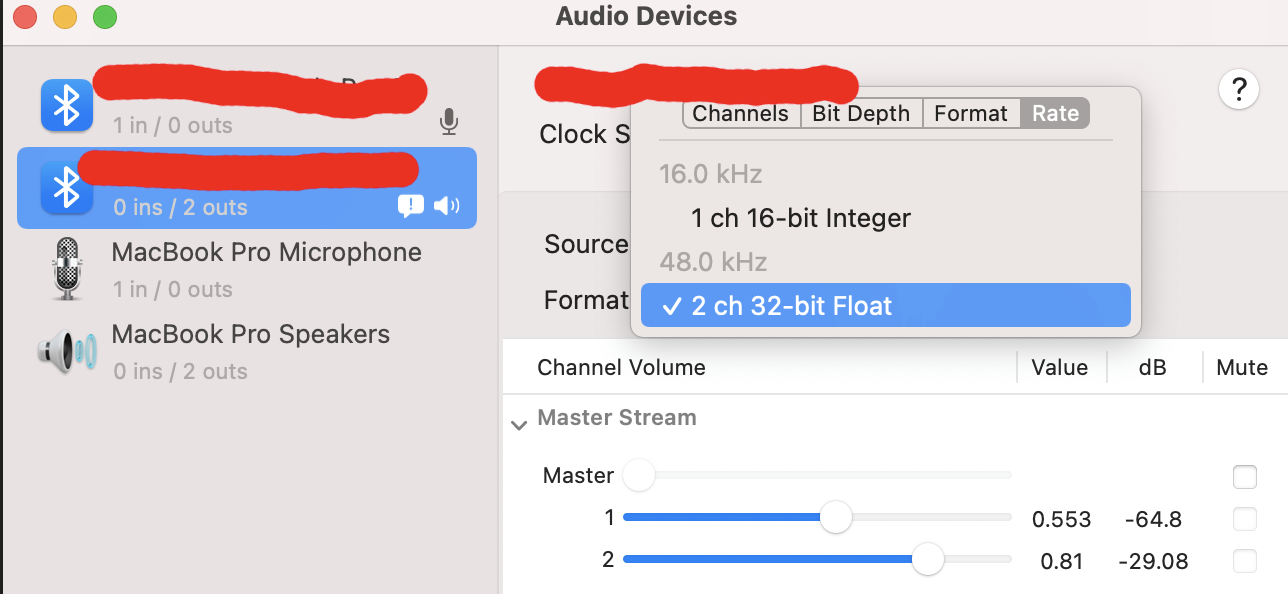 Audio Devices
1 in / 0 outs
0 ins / 2 outs
MacBook Pro Microphone
1 in / 0 outs
MacBook Pro Speakers
0 ins / 2 outs
?
Clock S
Channels Bit Depth Format Rate
16.0 kHz
1 ch 16-bit Integer
48.0 kHz
✓ 2 ch 32-bit Float
Source
Format
Channel Volume Value dB Mute
Master Stream
Master
1 0.553 -64.8
2 0.81 -29.08